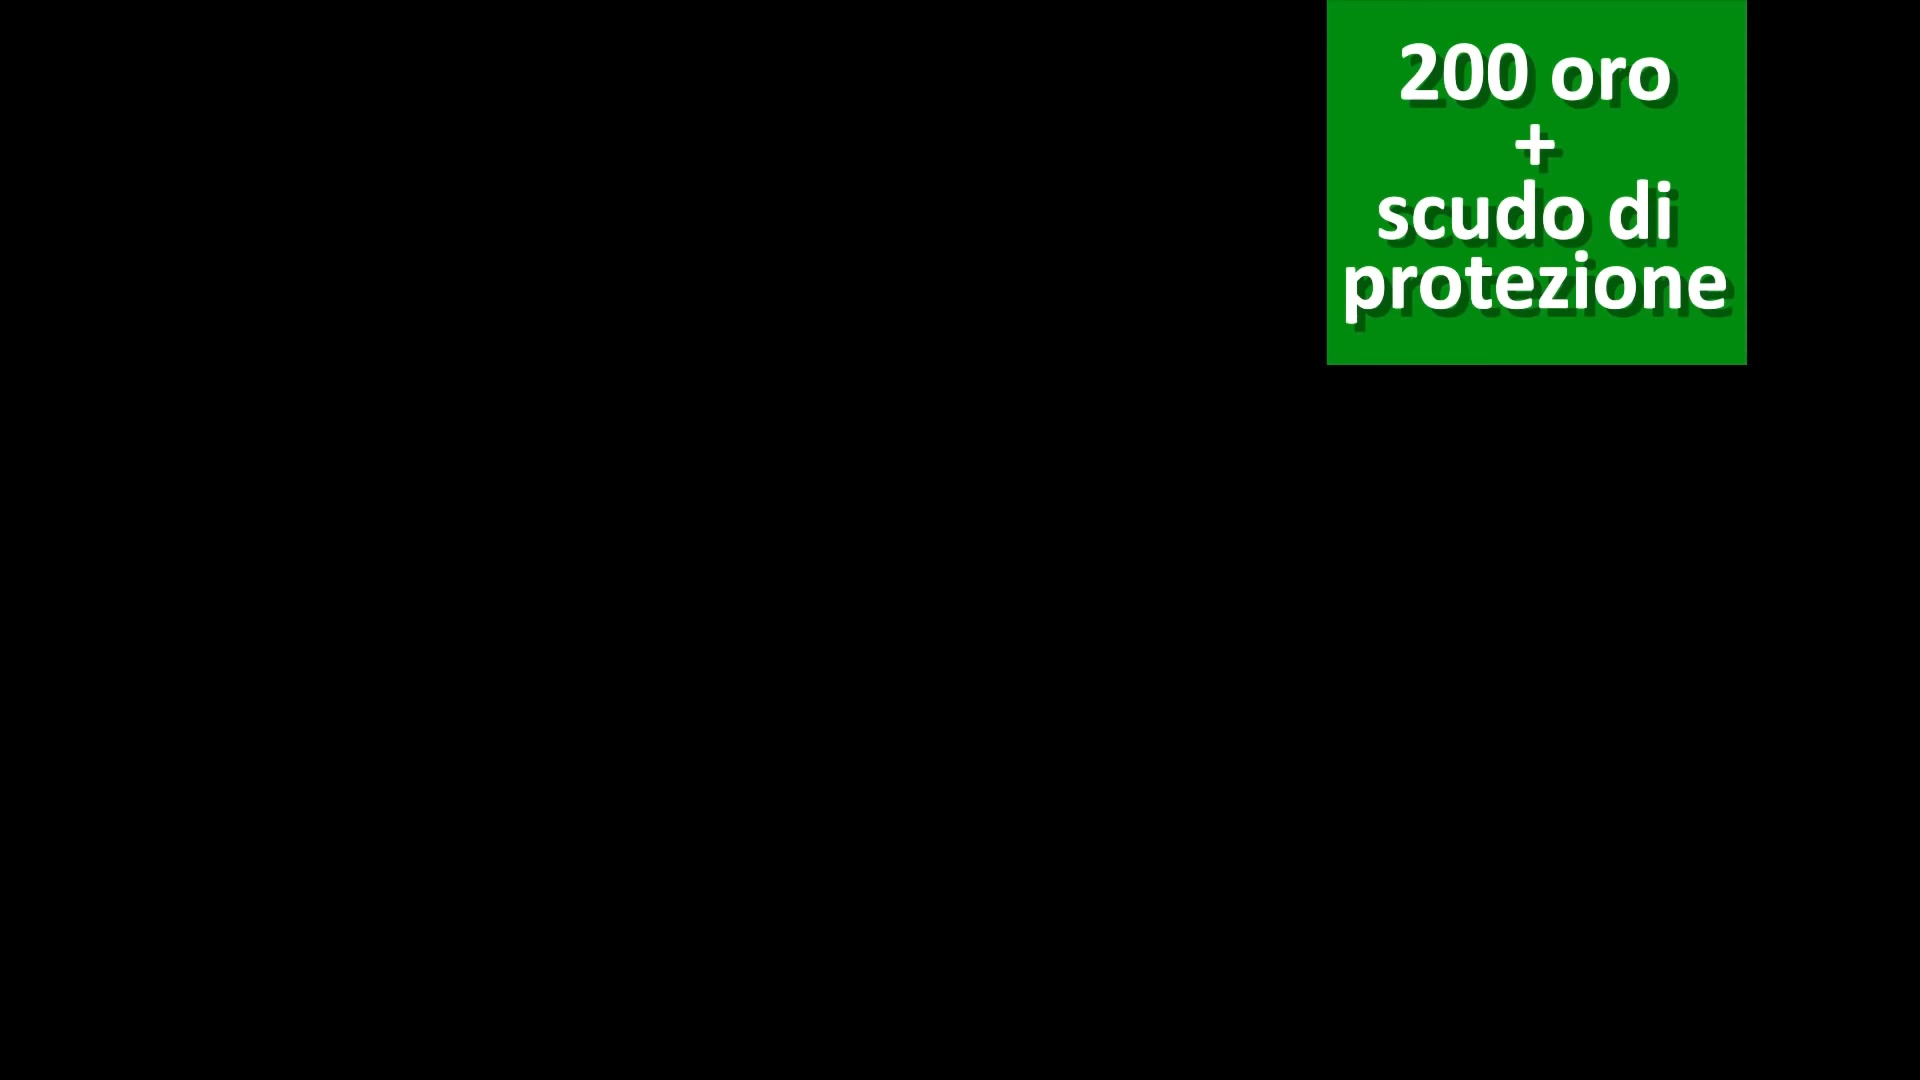 200 oro
+
scudo di
protezione